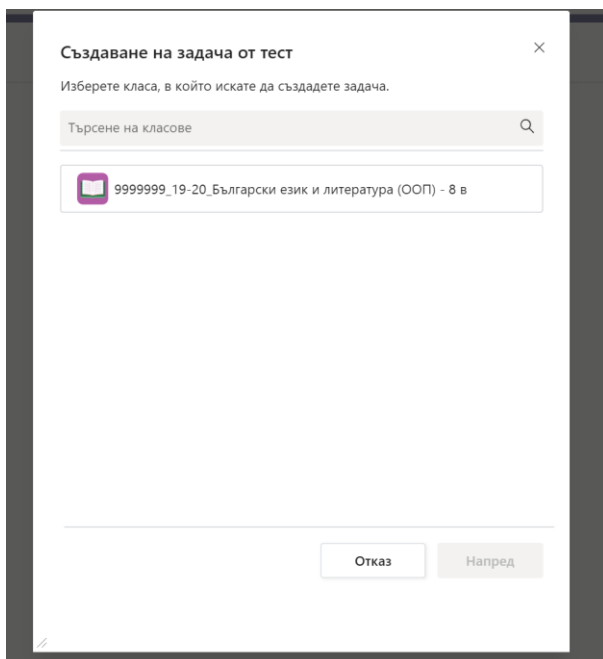 Създаване на задача от тест
Изберете класа, в който искате да създадете задача.
Търсене на класове
9999999_19-20_Български език и литература (ООП) - 8 в
Отказ
Напред